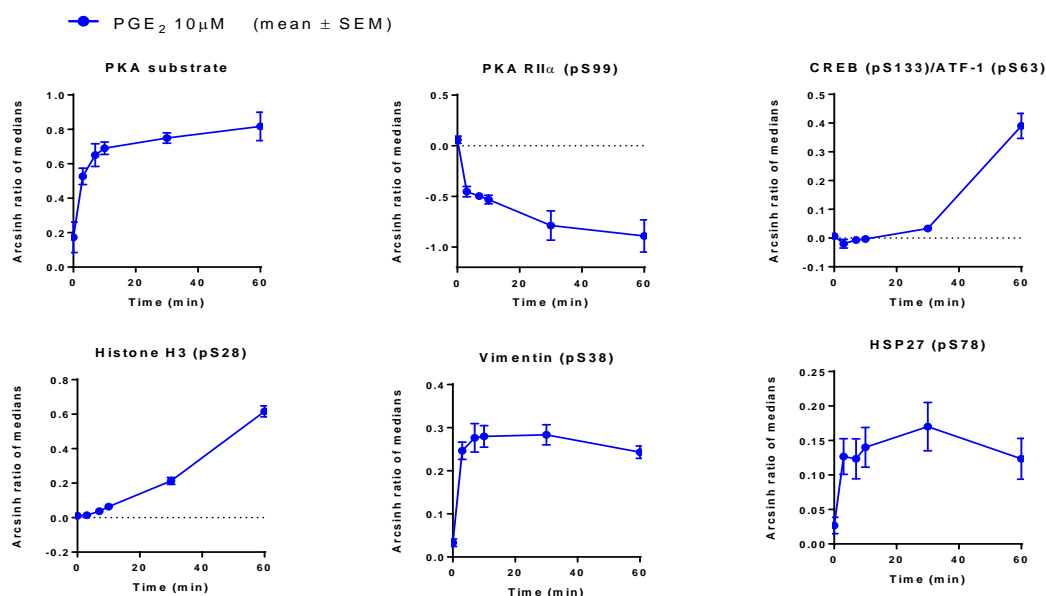 PGE2 10μM (mean ± SEM)
PKA substrate
Arcsinh ratio of medians
1.0
0.8
0.6
0.4
0.2
0.0
0 20 40 60
Time (min)
PKA RIIα (pS99)
Arcsinh ratio of medians
0.5
0.0
-0.5
-1.0
0 20 40 60
Time (min)
CREB (pS133)/ATF-1 (pS63)
Arcsinh ratio of medians
0.5
0.4
0.3
0.2
0.1
0.0
-0.1
0 20 40 60
Time (min)
Histone H3 (pS28)
Arcsinh ratio of medians
0.8
0.6
0.4
0.2
0.0
-0.2
0 20 40 60
Time (min)
Vimentin (pS38)
Arcsinh ratio of medians
0.4
0.3
0.2
0.1
0.0
0 20 40 60
Time (min)
HSP27 (pS78)
Arcsinh ratio of medians
0.25
0.20
0.15
0.10
0.05
0.00
0 20 40 60
Time (min)